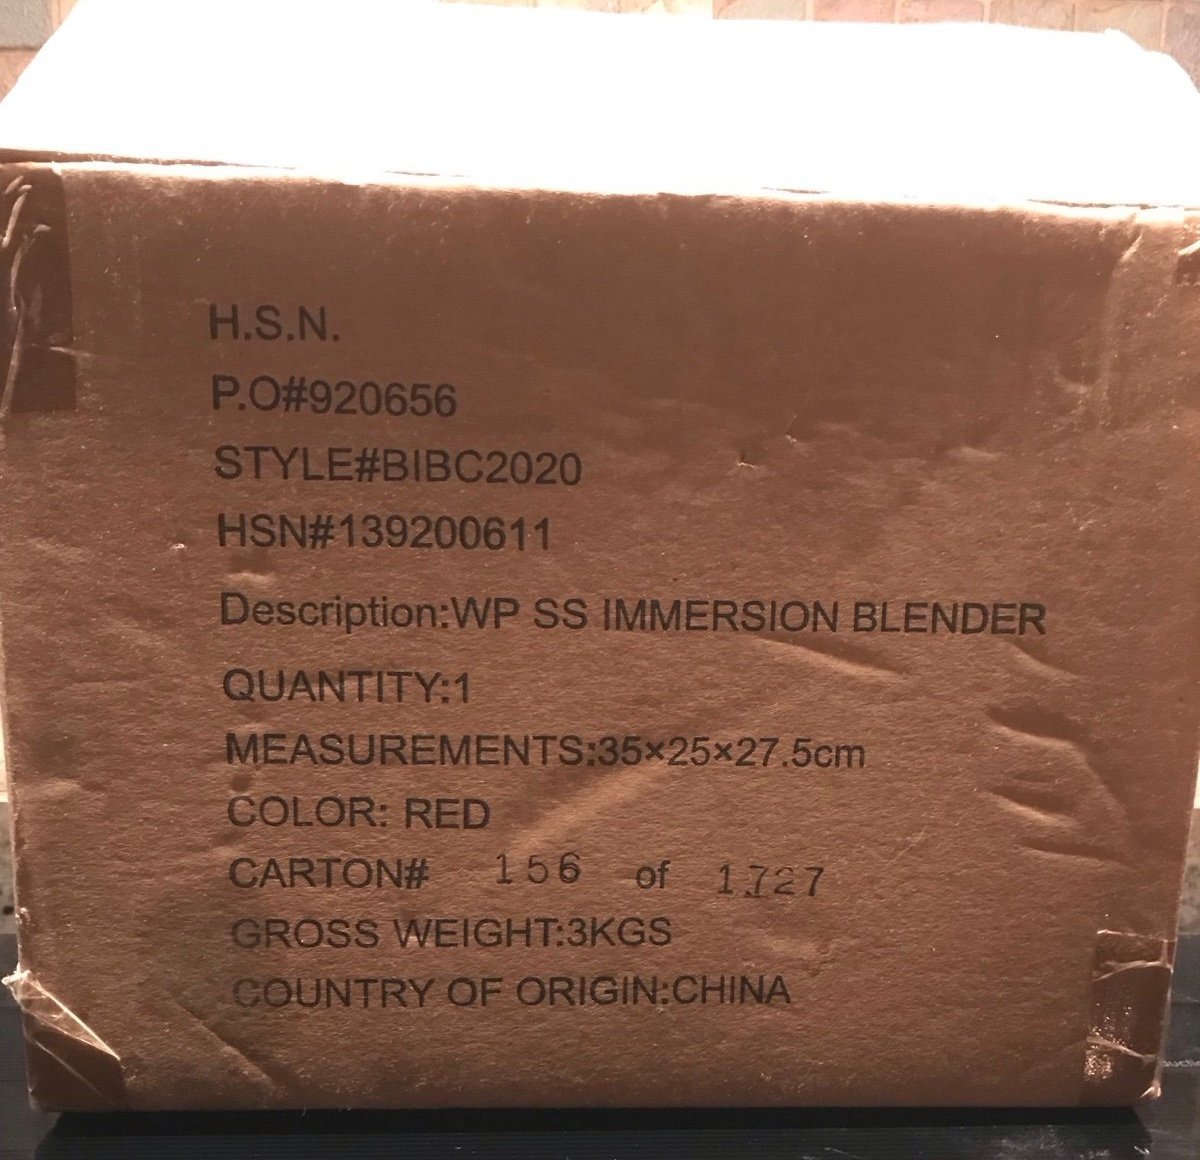 H.S.N.
P.O#920656
STYLE#BIBC2020
HSN#139200611
Description:WP SS IMMERSION BLENDER
QUANTITY:1
MEASUREMENTS:35×25×27.5cm
COLOR: RED
CARTON# 156 of 1727
GROSS WEIGHT:3KGS
COUNTRY OF ORIGIN:CHINA